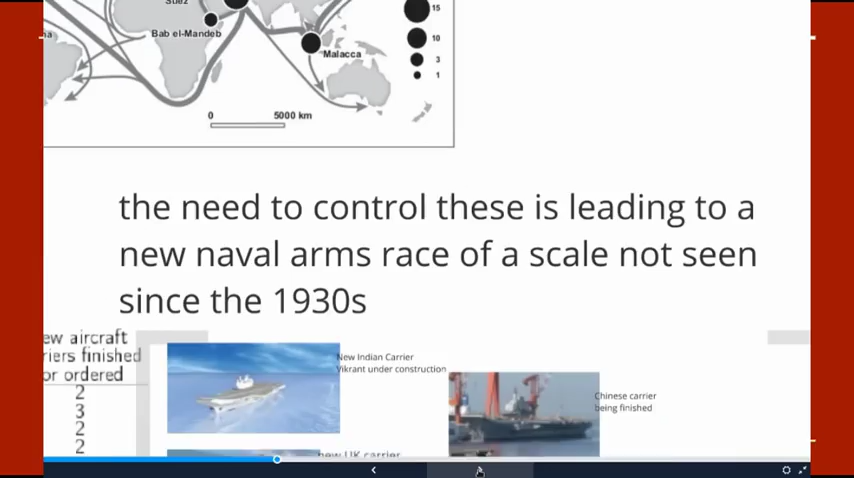 Suez
Bab el-Mandeb
Malacca
15
10
3
1
0 5000 km
the need to control these is leading to a
new naval arms race of a scale not seen
since the 1930s
ew aircraft
riers finished
or ordered
2
3
2
2
New Indian Carrier
Vikrant under construction
Chinese carrier
being finished
new UK carrier